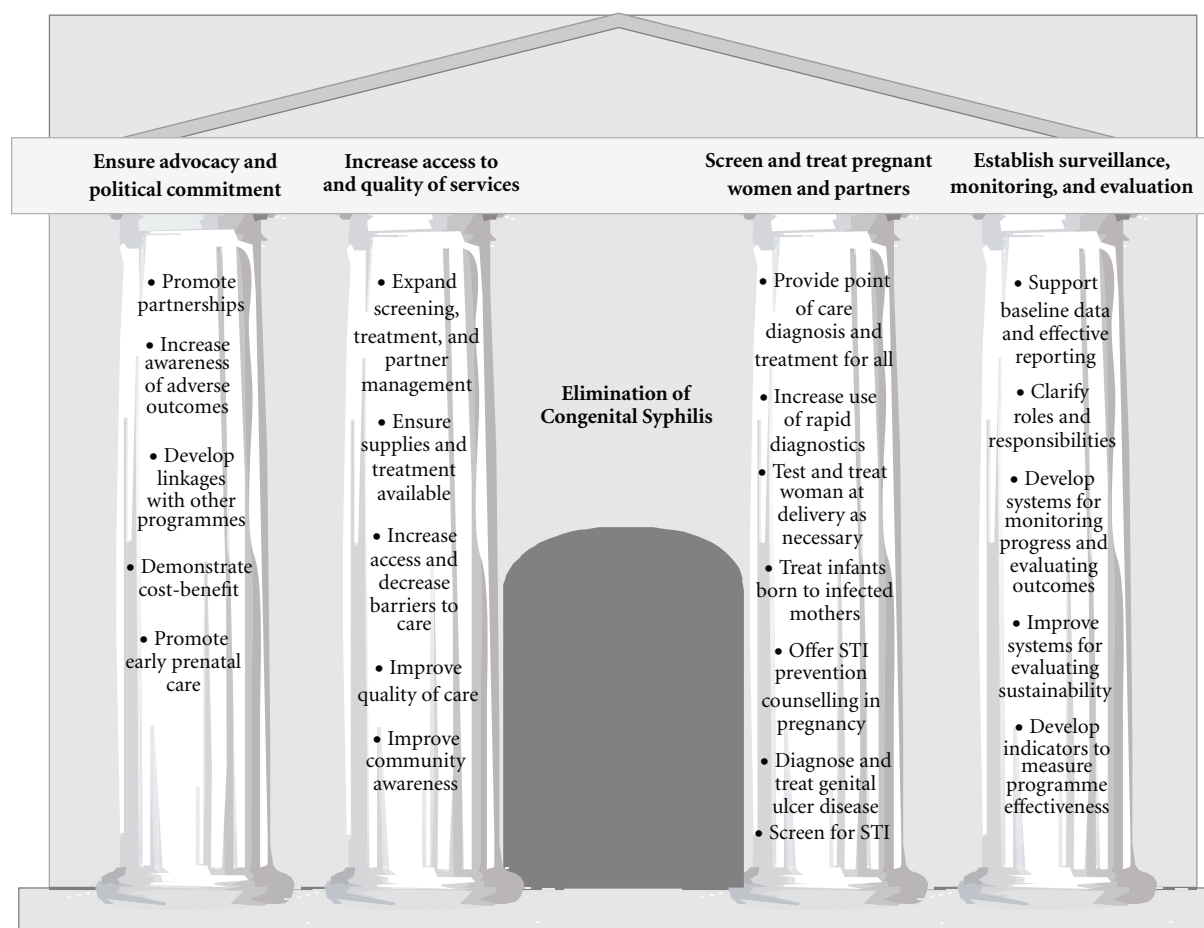 Ensure advocacy and
political commitment
Increase access to
and quality of services
Screen and treat pregnant
women and partners
Establish surveillance,
monitoring, and evaluation
• Promote
partnerships
• Increase
awareness
of adverse
outcomes
• Develop
linkages
with other
programmes
• Demonstrate
cost-benefit
• Promote
early prenatal
care
• Expand
screening,
treatment, and
partner
management
• Ensure
supplies and
treatment
available
• Increase
access and
decrease
barriers to
care
• Improve
quality of care
• Improve
community
awareness
Elimination of
Congenital Syphilis
• Provide point
of care
diagnosis and
treatment for all
• Increase use
of rapid
diagnostics
• Test and treat
woman at
delivery as
necessary
• Treat infants
born to infected
mothers
• Offer STI
prevention
counselling in
pregnancy
• Diagnose and
treat genital
ulcer disease
• Screen for STI
• Support
baseline data
and effective
reporting
• Clarify
roles and
responsibilities
• Develop
systems for
monitoring
progress and
evaluating
outcomes
• Improve
systems for
evaluating
sustainability
• Develop
indicators to
measure
programme
effectiveness